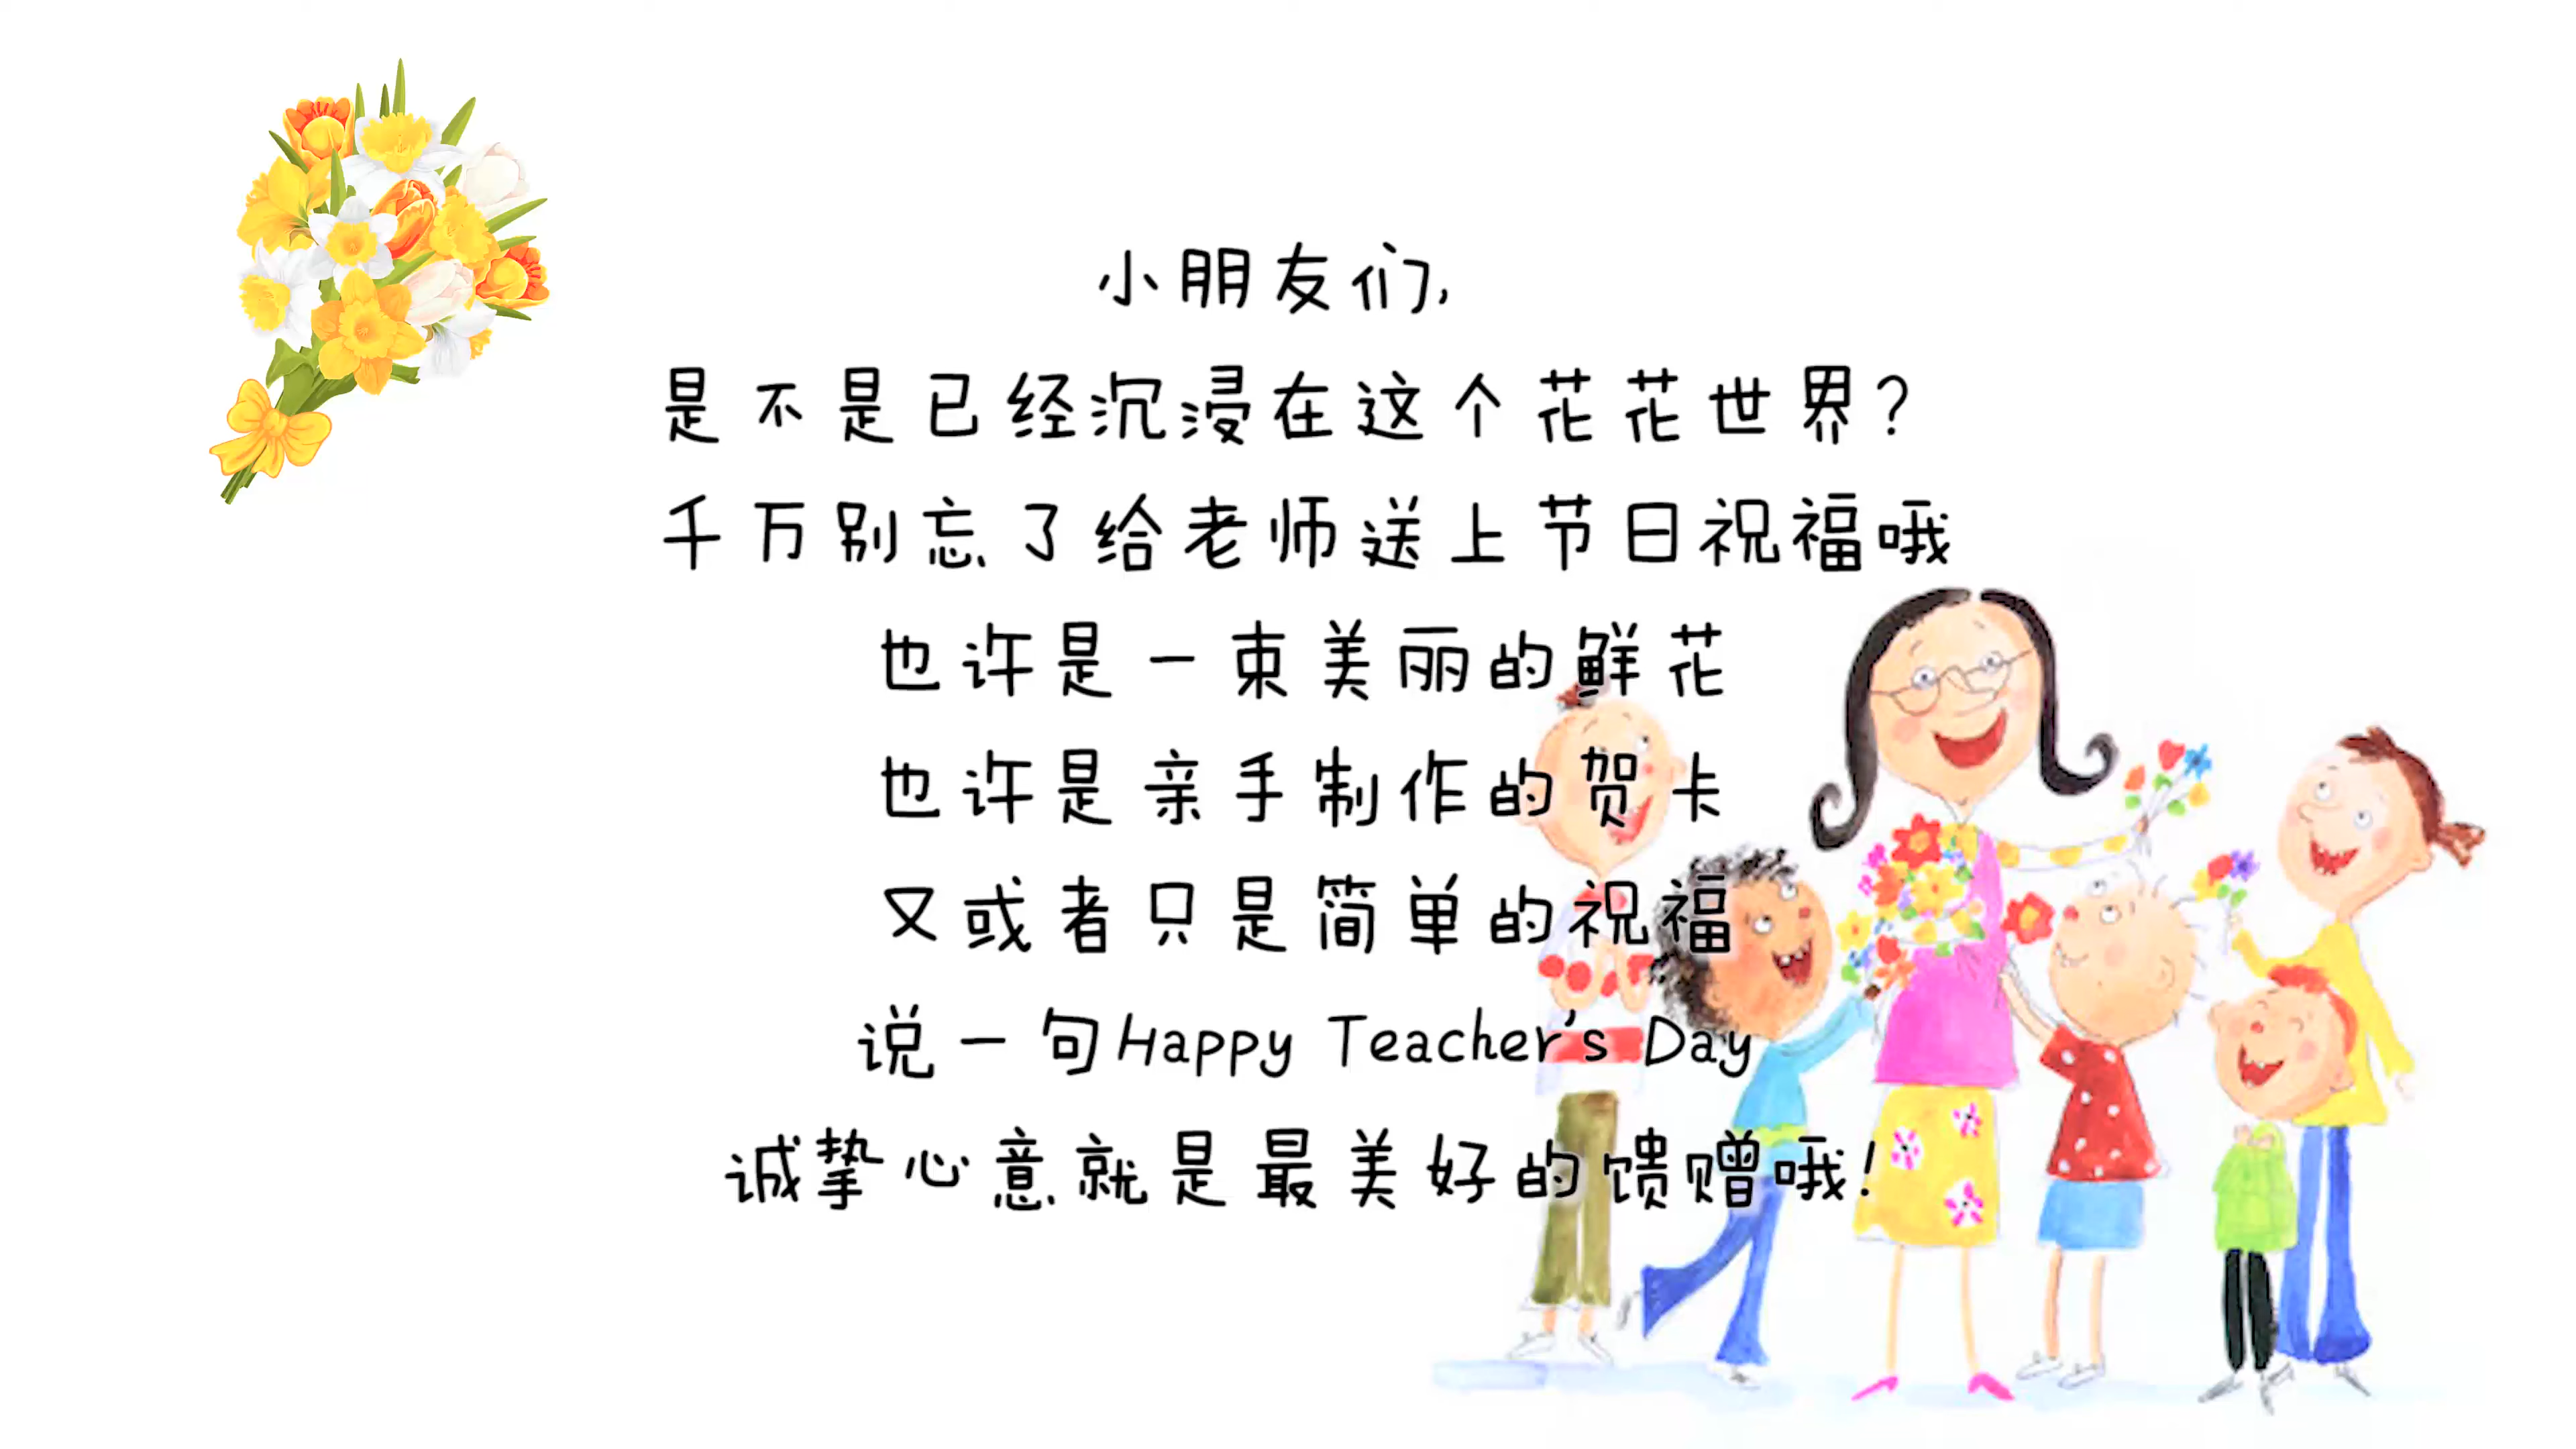 小朋友们,
是不是已经沉浸在这个花花世界?
千万别忘了给老师送上节日祝福哦
也许是一束美丽的鲜花
也许是亲手制作的贺卡
又或者只是简单的祝福
说一句Happy Teacher's Day
诚挚心意就是最美好的馈赠哦!